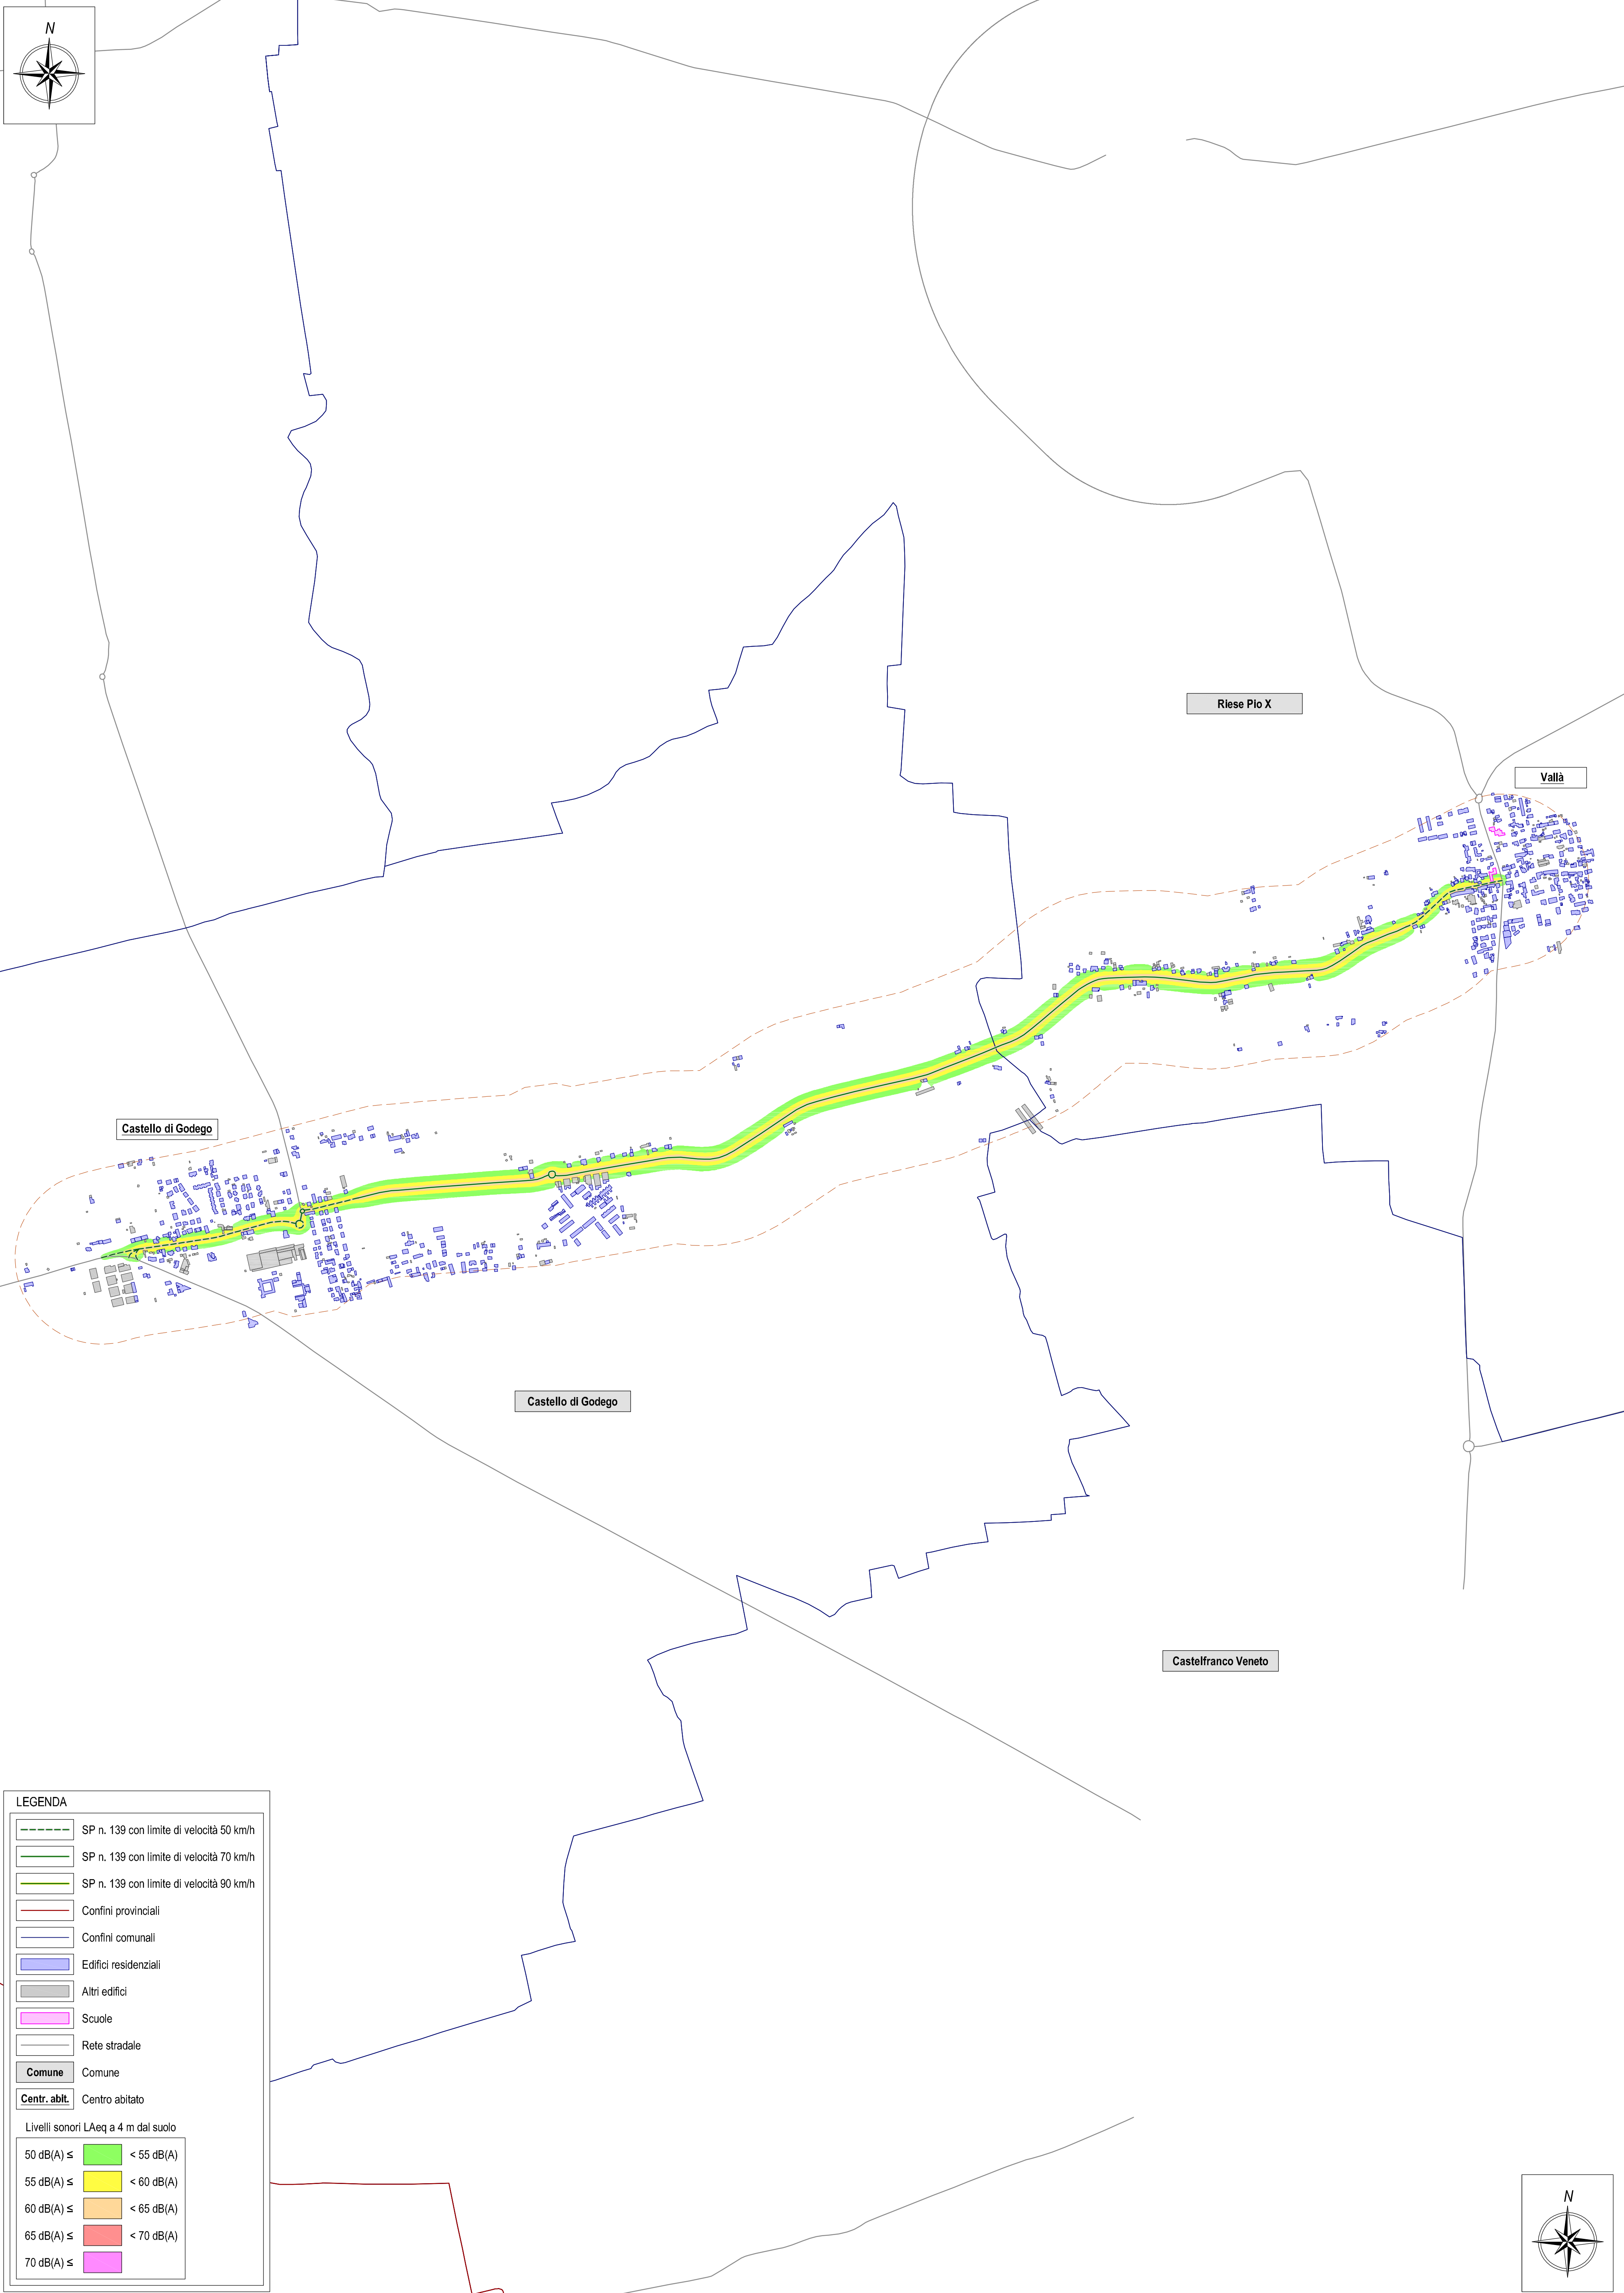 N
Riese Pio X
Vallà
Castello di Godego
Castello di Godego
Castelfranco Veneto
LEGENDA
SP n. 139 con limite di velocità 50 km/h
SP n. 139 con limite di velocità 70 km/h
SP n. 139 con limite di velocità 90 km/h
Confini provinciali
Confini comunali
Edifici residenziali
Altri edifici
Scuole
Rete stradale
Comune Comune
Centr. abit. Centro abitato
Livelli sonori LAeq a 4 m dal suolo
50 dB(A) ≤ < 55 dB(A)
55 dB(A) ≤ < 60 dB(A)
60 dB(A) ≤ < 65 dB(A)
65 dB(A) ≤ < 70 dB(A)
70 dB(A) ≤
N